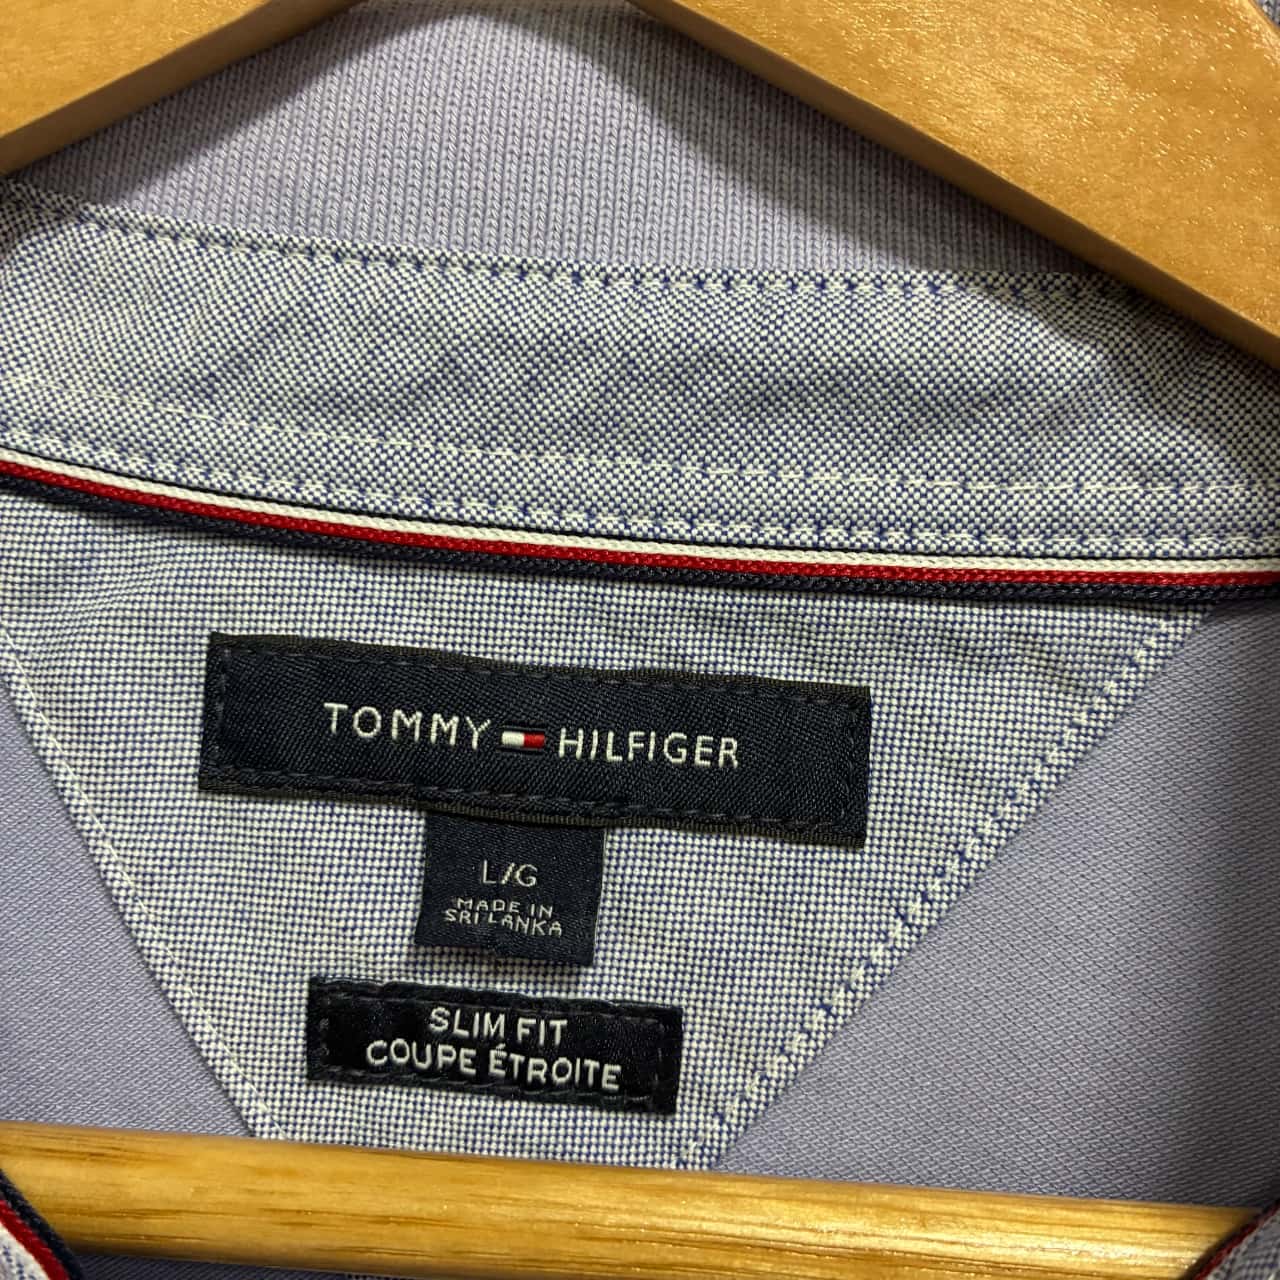 TOMMY HILFIGER
L/G
MADE IN
SRI LANKA
SLIM FIT
COUPE ÉTROITE